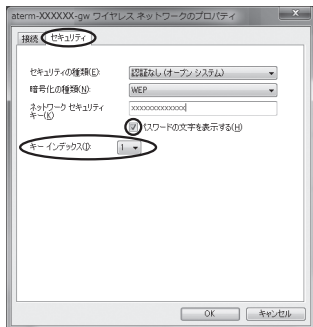 aterm-XXXXXX-gw ワイヤレス ネットワークのプロパティ
接続 セキュリティ
セキュリティの種類(E): 認証なし (オープン システム)
暗号化の種類(N): WEP
ネットワーク セキュリティ
キー(K) xxxxxxxxxxxxx
パスワードの文字を表示する(H)
キー インデックス(I): 1
OK キャンセル